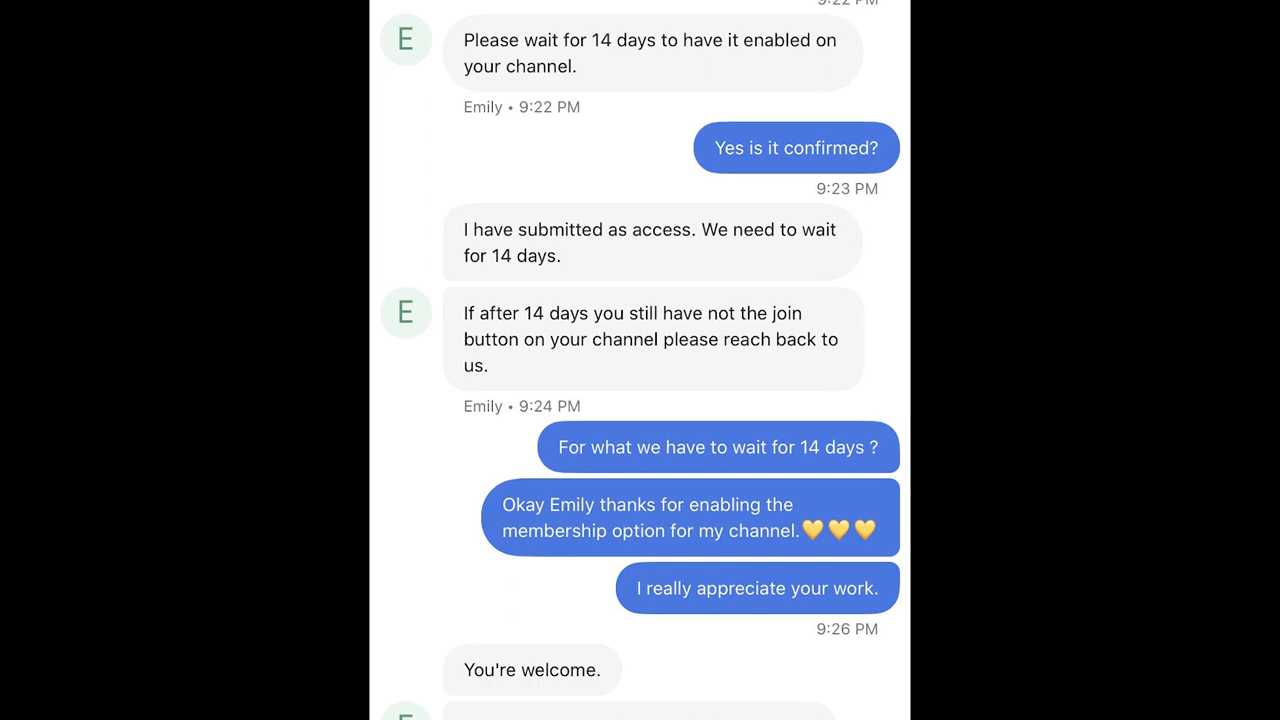 9:22 PM
E
Please wait for 14 days to have it enabled on
your channel.
Emily • 9:22 PM
Yes is it confirmed?
9:23 PM
I have submitted as access. We need to wait
for 14 days.
E
If after 14 days you still have not the join
button on your channel please reach back to
us.
Emily • 9:24 PM
For what we have to wait for 14 days ?
Okay Emily thanks for enabling the
membership option for my channel.💛💛💛
I really appreciate your work.
9:26 PM
You're welcome.
E